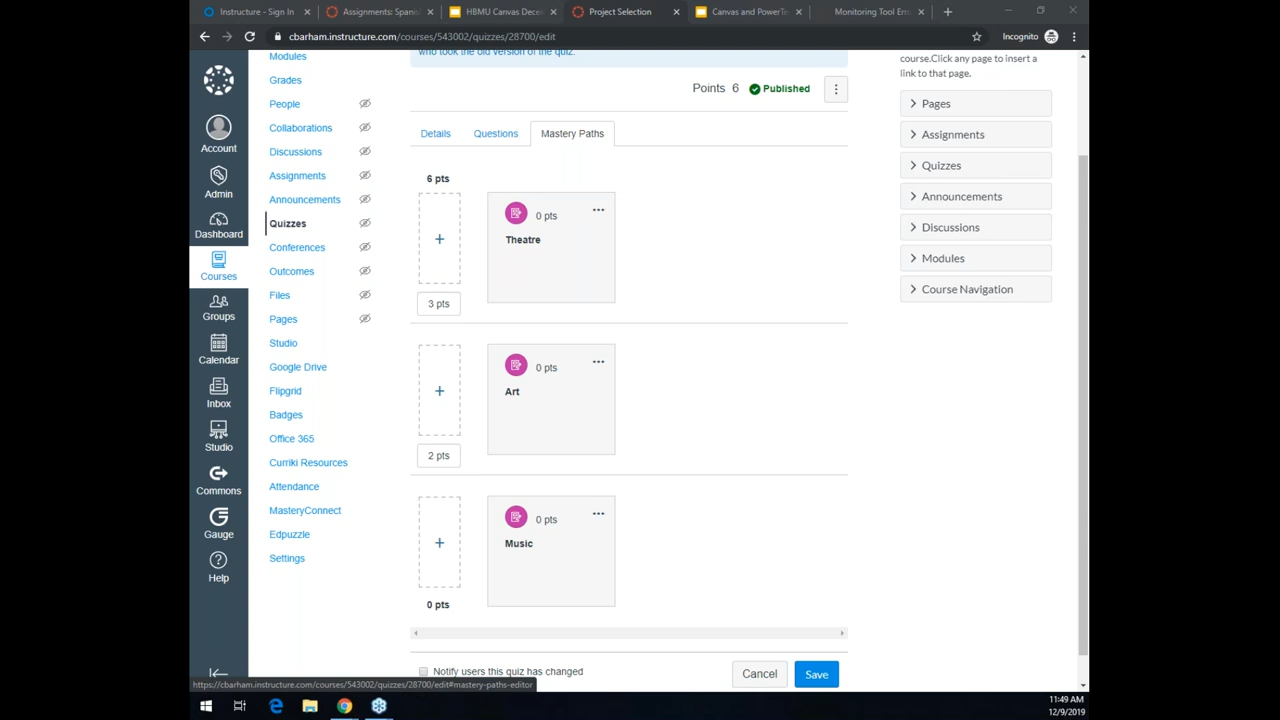 Instructure - Sign In
Assignments: Spani
HBMU Canvas Dece
Project Selection
Canvas and PowerTe
Monitoring Tool Err
cbarham.instructure.com/courses/543002/quizzes/28700/edit
Incognito
Account
Admin
Dashboard
Courses
Groups
Calendar
Inbox
Studio
Commons
Gauge
Help
Modules
Grades
People
Collaborations
Discussions
Assignments
Announcements
Quizzes
Conferences
Outcomes
Files
Pages
Studio
Google Drive
Flipgrid
Badges
Office 365
Curriki Resources
Attendance
MasteryConnect
Edpuzzle
Settings
who took the old version of the quiz.
Points 6 Published
Details Questions Mastery Paths
6 pts
+
0 pts
Theatre
3 pts
+
0 pts
Art
2 pts
+
0 pts
Music
0 pts
Notify users this quiz has changed
Cancel Save
course.Click any page to insert a
link to that page.
Pages
Assignments
Quizzes
Announcements
Discussions
Modules
Course Navigation
https://cbarham.instructure.com/courses/543002/quizzes/28700/edit#mastery-paths-editor
11:49 AM
12/9/2019